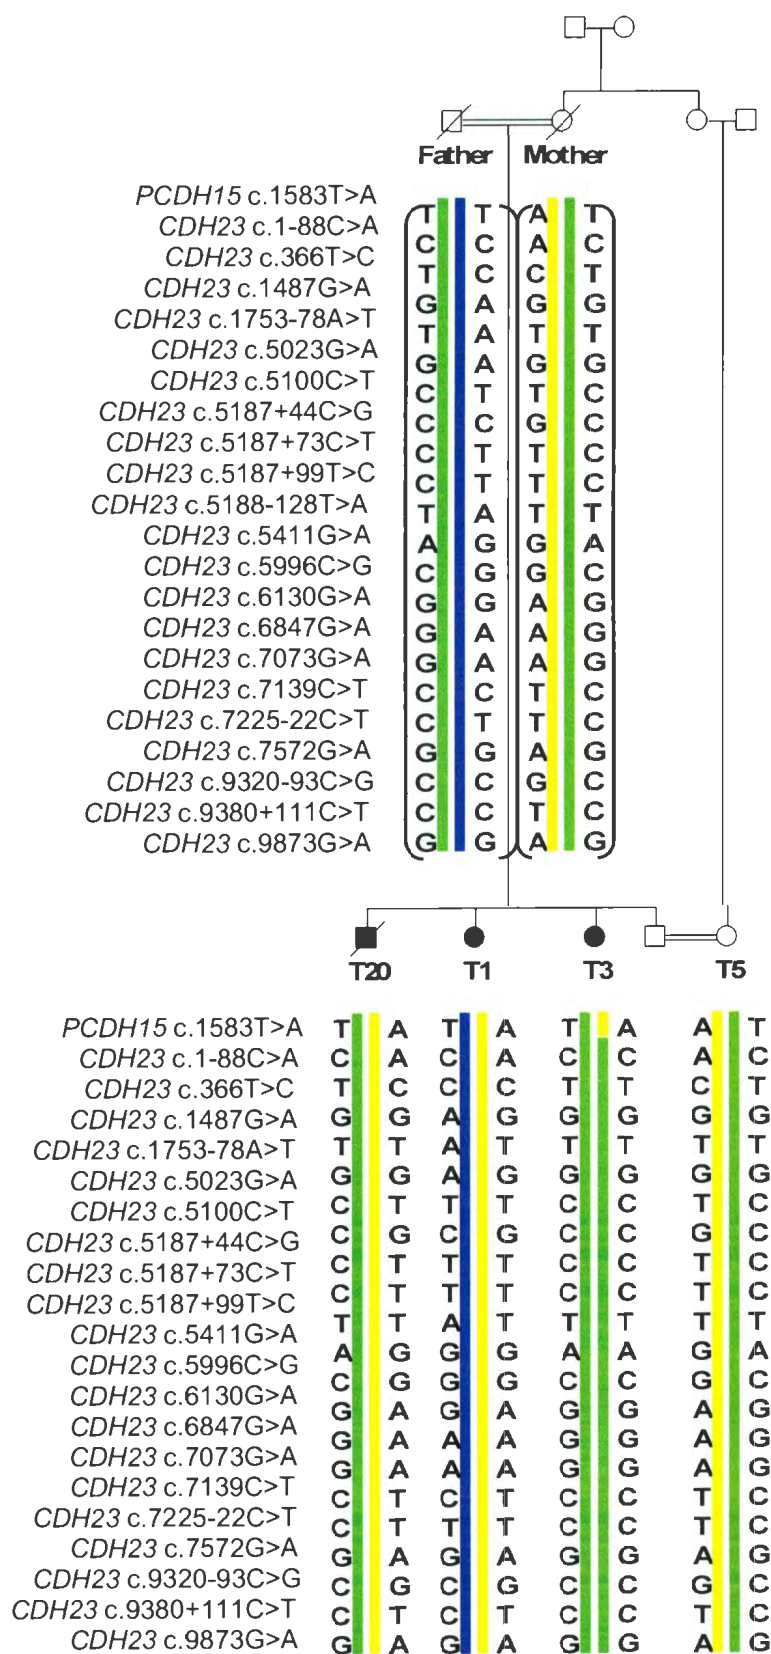 Father Mother
PCDH15 c.1583T>A T T A T
CDH23 c.1-88C>A C C A C
CDH23 c.366T>C T C C T
CDH23 c.1487G>A G A G G
CDH23 c.1753-78A>T T A T T
CDH23 c.5023G>A G A G G
CDH23 c.5100C>T C T T C
CDH23 c.5187+44C>G C C G C
CDH23 c.5187+73C>T C T T C
CDH23 c.5187+99T>C C T T C
CDH23 c.5188-128T>A T A T T
CDH23 c.5411G>A A G G A
CDH23 c.5996C>G C G G C
CDH23 c.6130G>A G G A G
CDH23 c.6847G>A G A A G
CDH23 c.7073G>A G A A G
CDH23 c.7139C>T C C T C
CDH23 c.7225-22C>T C T T C
CDH23 c.7572G>A G G A G
CDH23 c.9320-93C>G C C G C
CDH23 c.9380+111C>T C C T C
CDH23 c.9873G>A G G A G
T20 T1 T3 T5
PCDH15 c.1583T>A T A T A T A A T
CDH23 c.1-88C>A C A C A C C A C
CDH23 c.366T>C T C C C T T C T
CDH23 c.1487G>A G G A G G G G G
CDH23 c.1753-78A>T T T A T T T T T
CDH23 c.5023G>A G G A G G G G G
CDH23 c.5100C>T C T T T C C T C
CDH23 c.5187+44C>G C G C G C C G C
CDH23 c.5187+73C>T C T T T C C T C
CDH23 c.5187+99T>C C T T T C C T C
CDH23 c.5411G>A T T A T T T T T
CDH23 c.5996C>G A G G G A A G A
CDH23 c.6130G>A C G G G C C G C
CDH23 c.6847G>A G A G A G G A G
CDH23 c.7073G>A G A A A G G A G
CDH23 c.7139C>T G A A A G G A G
CDH23 c.7225-22C>T C T C T C C T C
CDH23 c.7572G>A C T T T C C T C
CDH23 c.9320-93C>G G A G A G G A G
CDH23 c.9380+111C>T C G C G C C G C
CDH23 c.9873G>A C T C T C C T C
G A G A G G A G